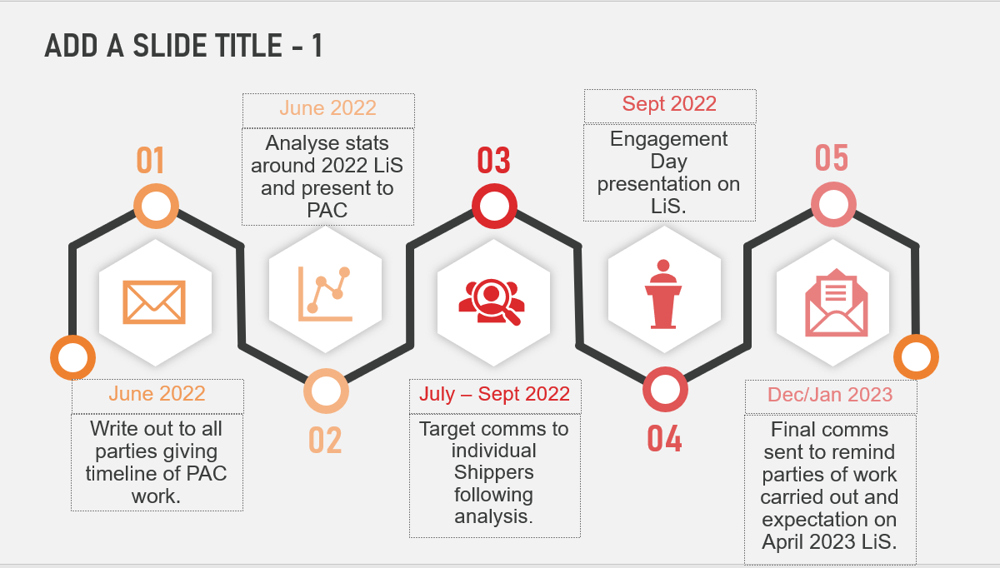 ADD A SLIDE TITLE - 1
01
June 2022
Write out to all
parties giving
timeline of PAC
work.
June 2022
Analyse stats
around 2022 LiS
and present to
PAC
02
03
July – Sept 2022
Target comms to
individual
Shippers
following
analysis.
Sept 2022
Engagement
Day
presentation on
LiS.
04
05
Dec/Jan 2023
Final comms
sent to remind
parties of work
carried out and
expectation on
April 2023 LiS.